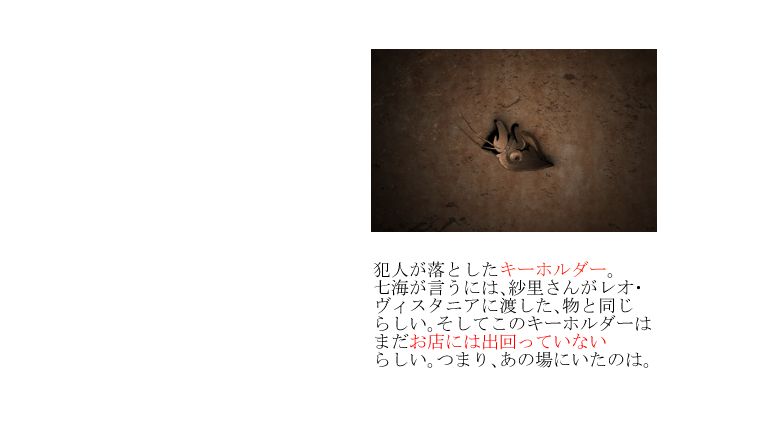 犯人が落としたキーホルダー。
七海が言うには、紗里さんがレオ・
ヴィスタニアに渡した、物と同じ
らしい。そしてこのキーホルダーは
まだお店には出回っていない
らしい。つまり、あの場にいたのは。